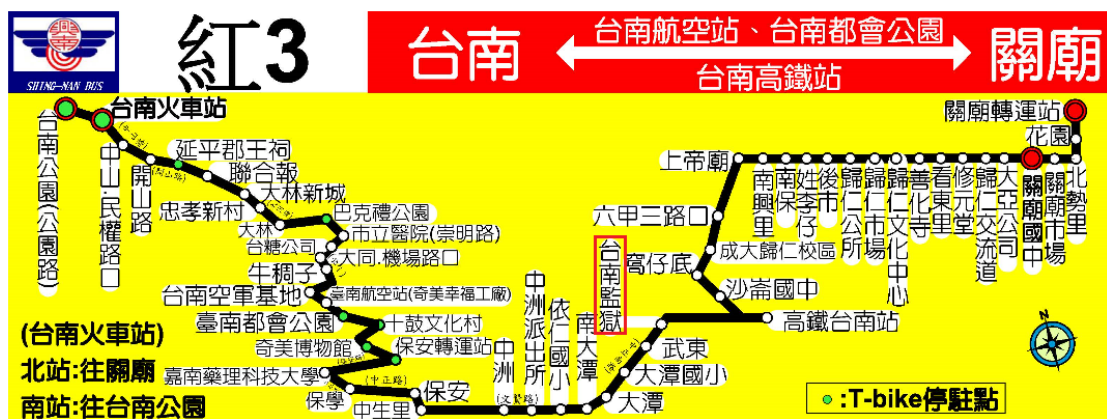 SHING-NAN BUS
紅3
台南
台南航空站、台南都會公園
台南高鐵站
關廟
台南公園(公園路)
台南火車站
中山.民權路口
開山路
延平郡王祠
聯合報
忠孝新村
大林新城
大林
巴克禮公園
市立醫院(崇明路)
台糖公司
大同.機場路口
牛稠子
台南空軍基地
臺南航空站(奇美幸福工廠)
臺南都會公園
十鼓文化村
奇美博物館
保安轉運站
嘉南藥理科技大學
保學
中正路
中生里
保安
中洲
文賢路
中洲派出所
依仁國小
南大潭
台南監獄
大潭
大潭國小
武東
高鐵台南站
沙崙國中
窩仔底
成大歸仁校區
六甲三路口
上帝廟
南興里
南保
姓李仔
後市
歸仁公所
歸仁市場
歸仁文化中心
善化寺
看東里
修元堂
歸仁交流道
大亞公司
關廟國中
關廟市場
北勢里
花園
關廟轉運站
(台南火車站)
北站:往關廟
南站:往台南公園
N
:T-bike停駐點